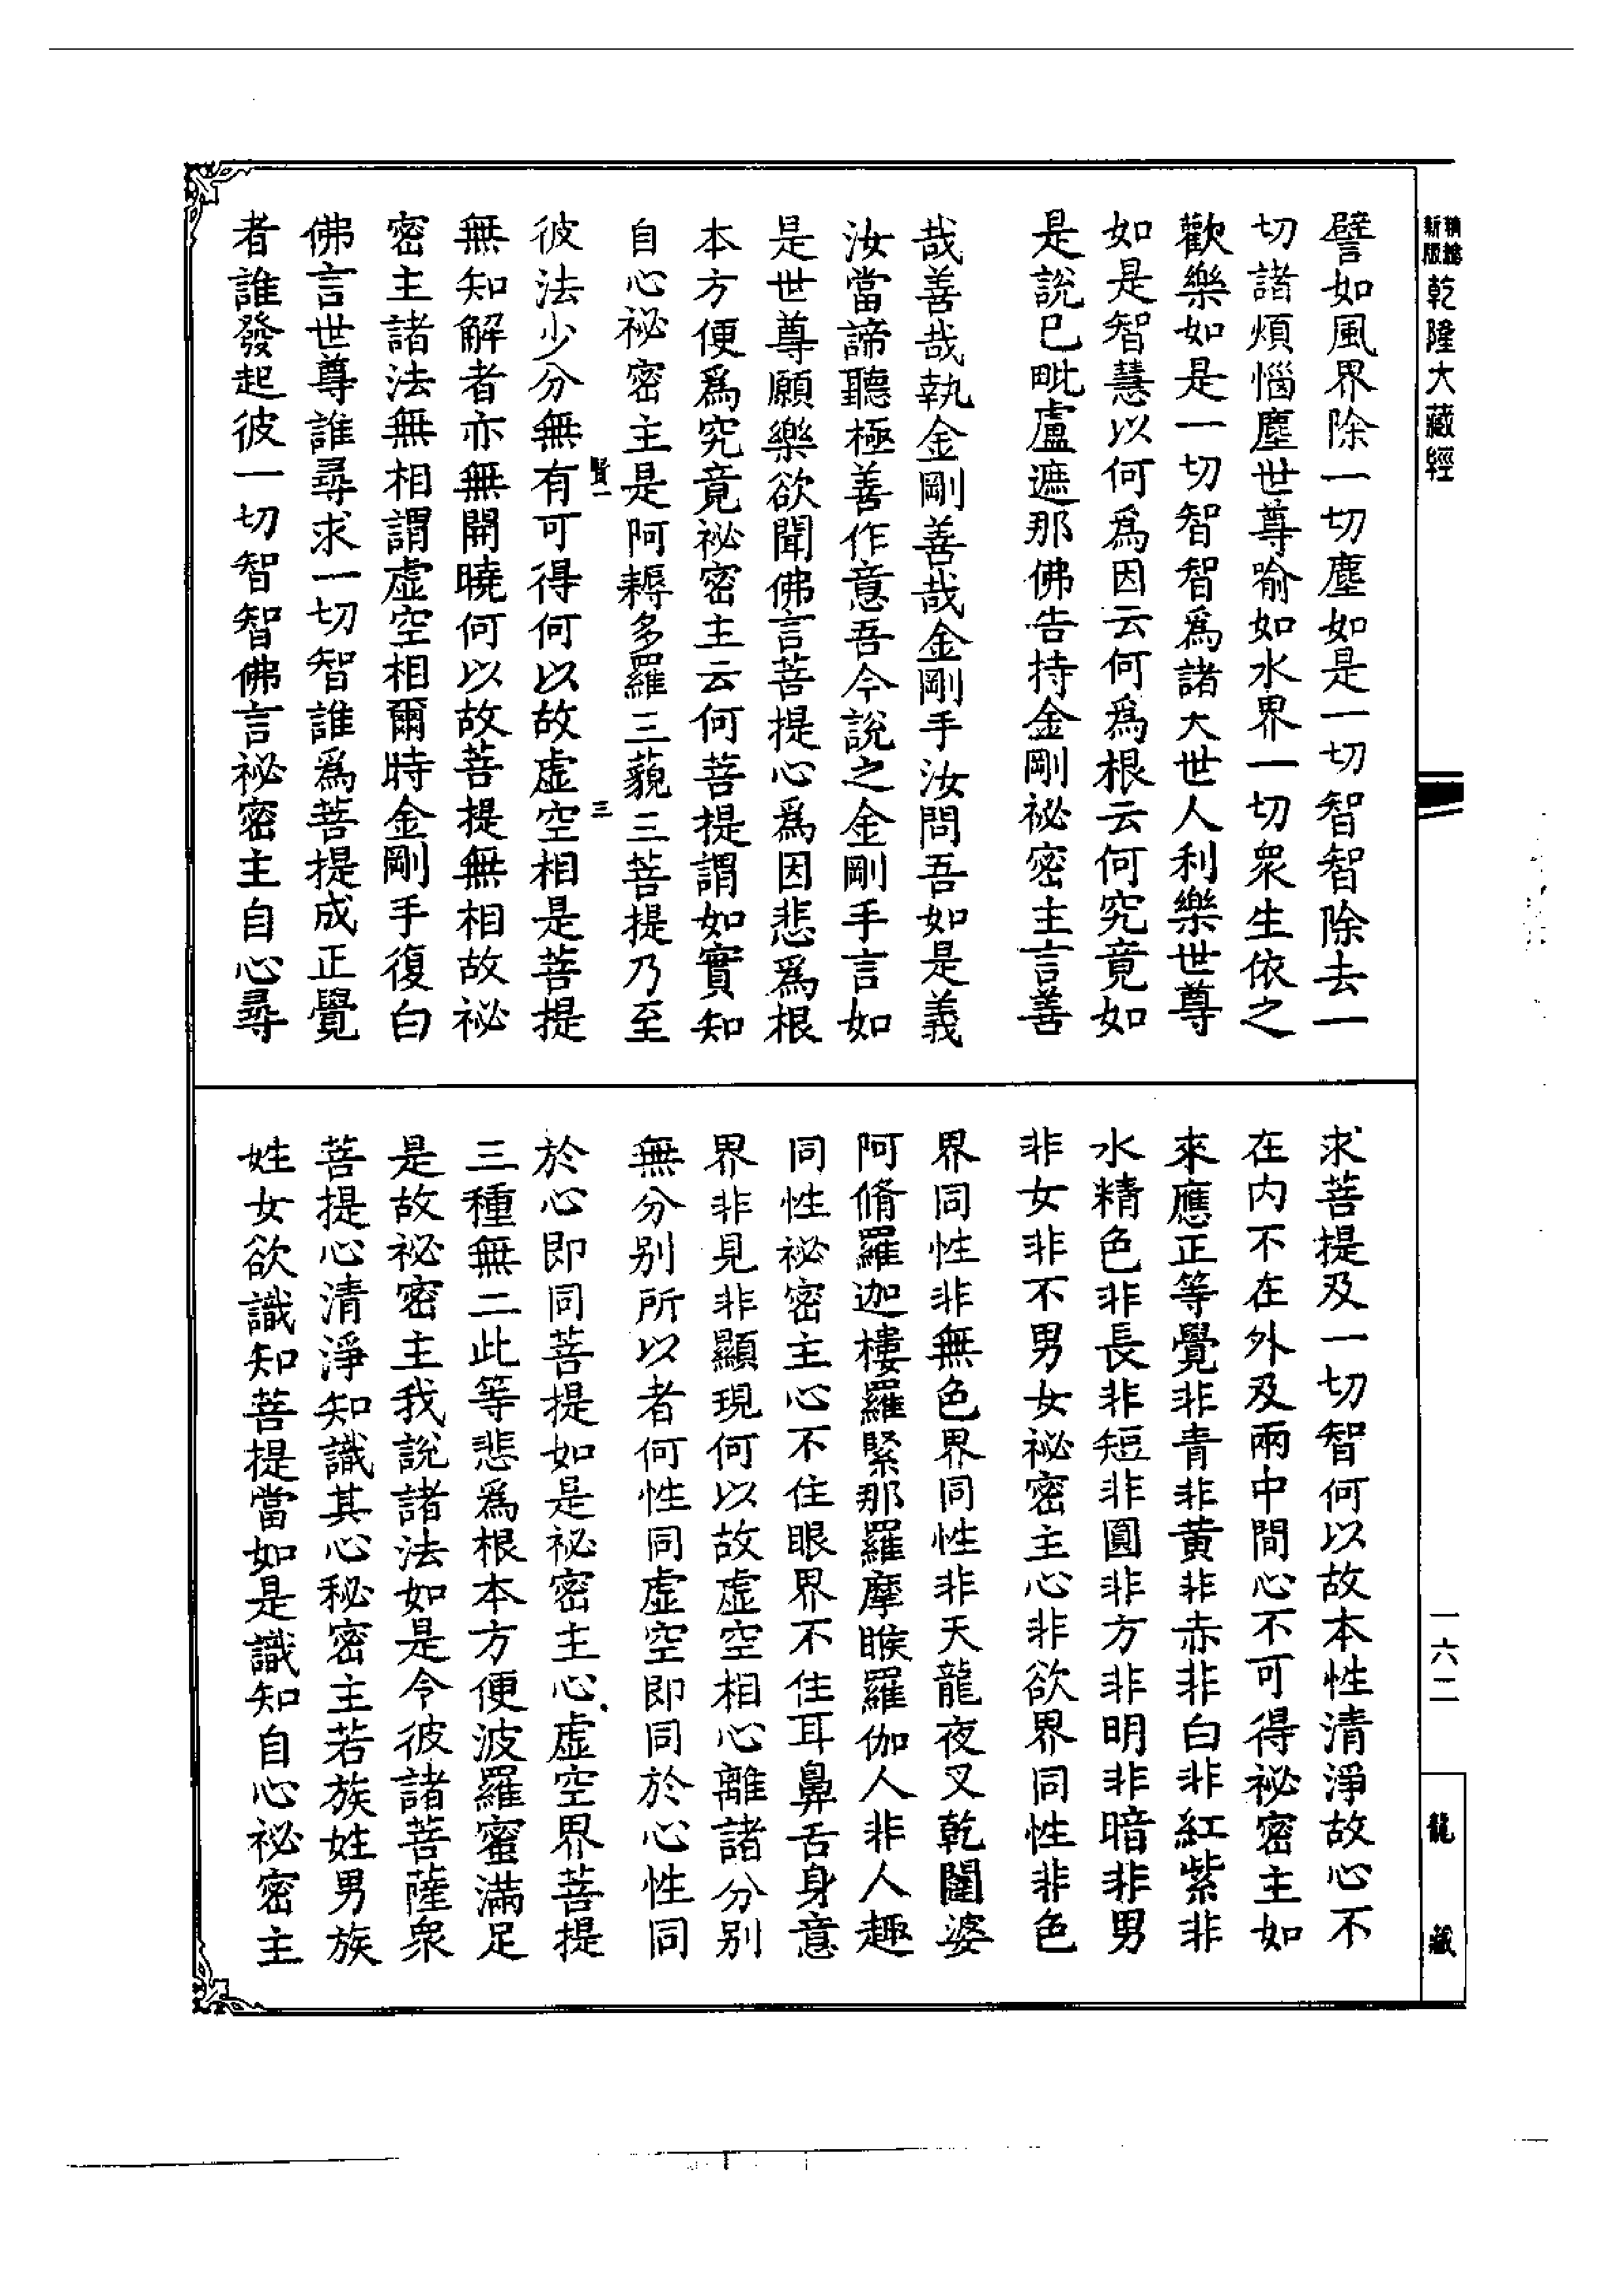 新版
精縮
乾隆大藏經
譬如風界除一切塵如是一切智智除去一
切諸煩惱塵世尊喻如水界一切眾生依之
歡樂如是一切智智為諸大世人利樂世尊
如是智慧以何為因云何為根云何究竟如
是說已毗盧遮那佛告持金剛祕密主言善
哉善哉執金剛善哉金剛手汝問吾如是義
汝當諦聽極善作意吾今說之金剛手言如
是世尊願樂欲聞佛言菩提心為因悲為根
本方便為究竟祕密主云何菩提謂如實知
自心祕密主是阿耨多羅三藐三菩提乃至
賢一
三
彼法少分無有可得何以故虛空相是菩提
無知解者亦無開曉何以故菩提無相故祕
密主諸法無相謂虛空相爾時金剛手復白
佛言世尊誰尋求一切智誰為菩提成正覺
者誰發起彼一切智智佛言祕密主自心尋
求菩提及一切智何以故本性清淨故心不
在內不在外及兩中間心不可得祕密主如
來應正等覺非青非黃非赤非白非紅紫非
水精色非長非短非圓非方非明非暗非男
非女非不男女祕密主心非欲界同性非色
界同性非無色界同性非天龍夜叉乾闥婆
阿脩羅迦樓羅緊那羅摩睺羅伽人非人趣
同性祕密主心不住眼界不住耳鼻舌身意
界非見非顯現何以故虛空相心離諸分別
無分別所以者何性同虛空即同於心性同
於心即同菩提如是祕密主心虛空界菩提
三種無二此等悲為根本方便波羅蜜滿足
是故祕密主我說諸法如是令彼諸菩薩眾
菩提心清淨知識其心秘密主若族姓男族
姓女欲識知菩提當如是識知自心祕密主
一六二
龍藏